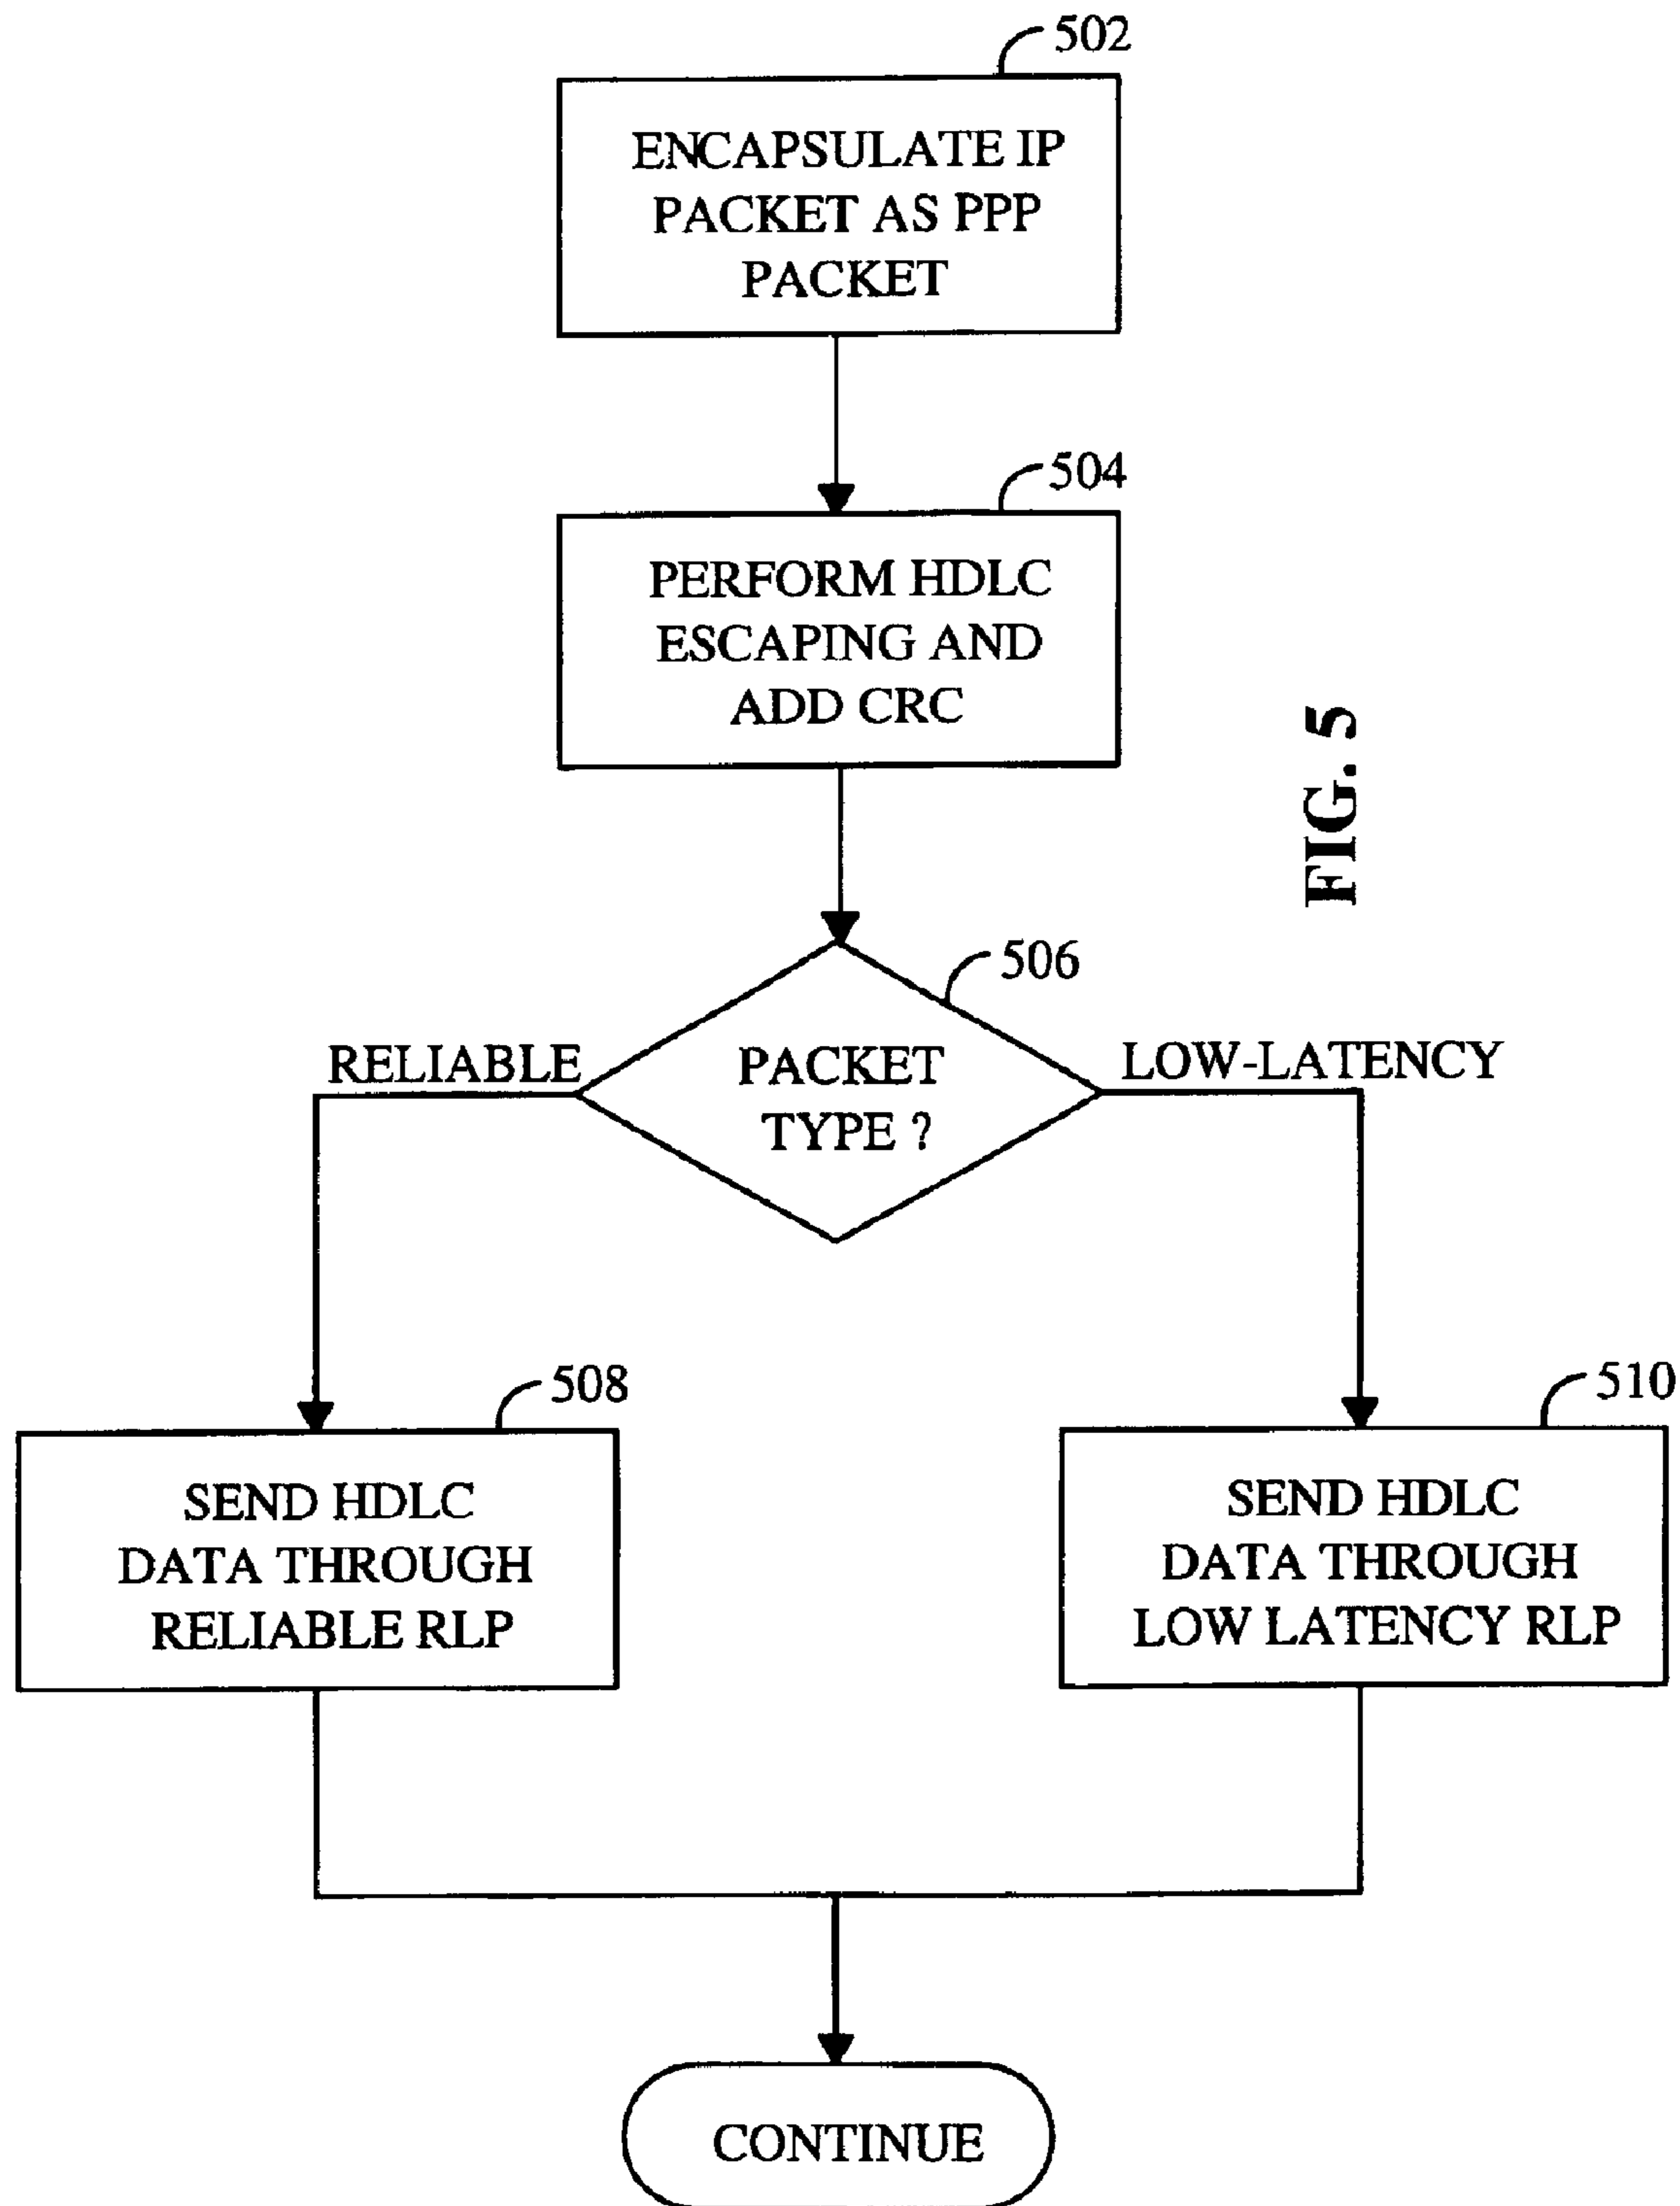 502
ENCAPSULATE IP
PACKET AS PPP
PACKET
504
PERFORM HDLC
ESCAPING AND
ADD CRC
FIG. 5
506
PACKET
TYPE ?
RELIABLE
LOW-LATENCY
508
SEND HDLC
DATA THROUGH
RELIABLE RLP
510
SEND HDLC
DATA THROUGH
LOW LATENCY RLP
CONTINUE